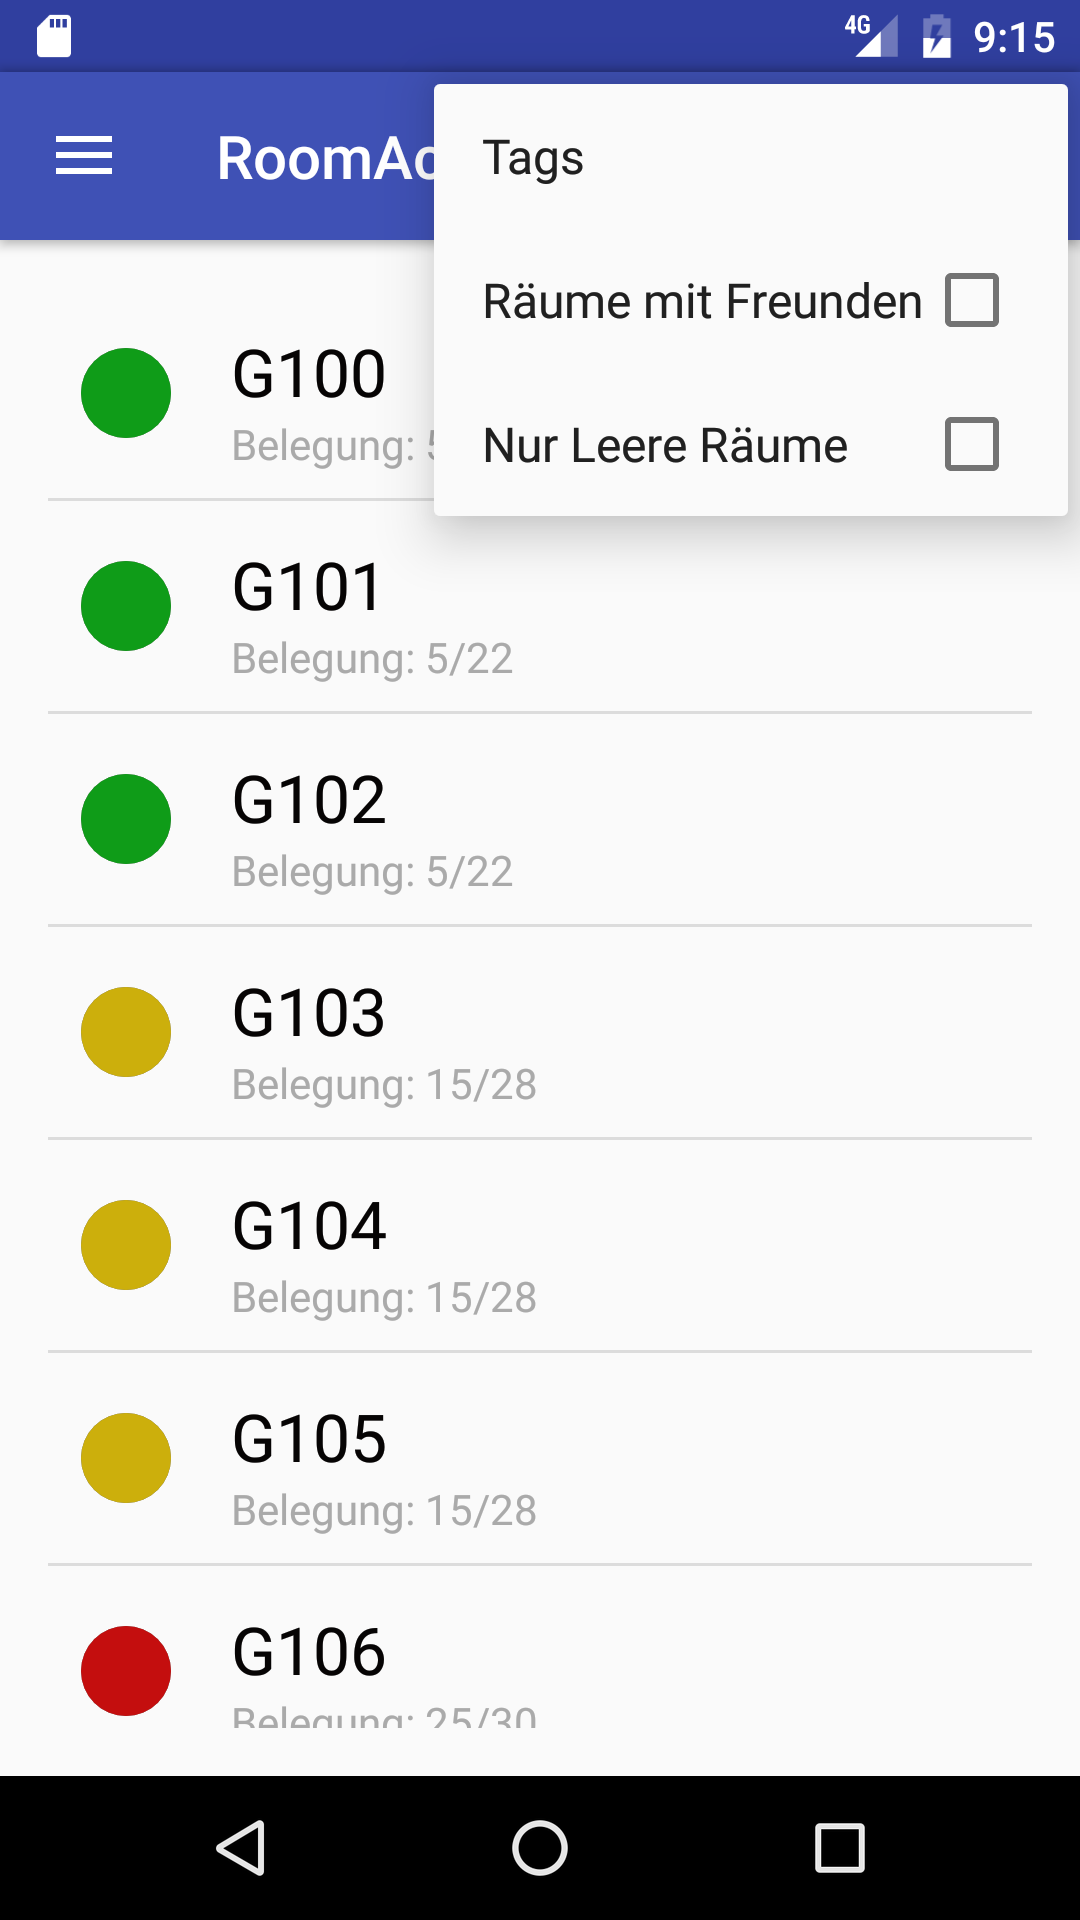 4G 9:15
RoomAc
Tags
Räume mit Freunden
Nur Leere Räume
G100
Belegung:
G101
Belegung: 5/22
G102
Belegung: 5/22
G103
Belegung: 15/28
G104
Belegung: 15/28
G105
Belegung: 15/28
G106
Belegung: 25/30